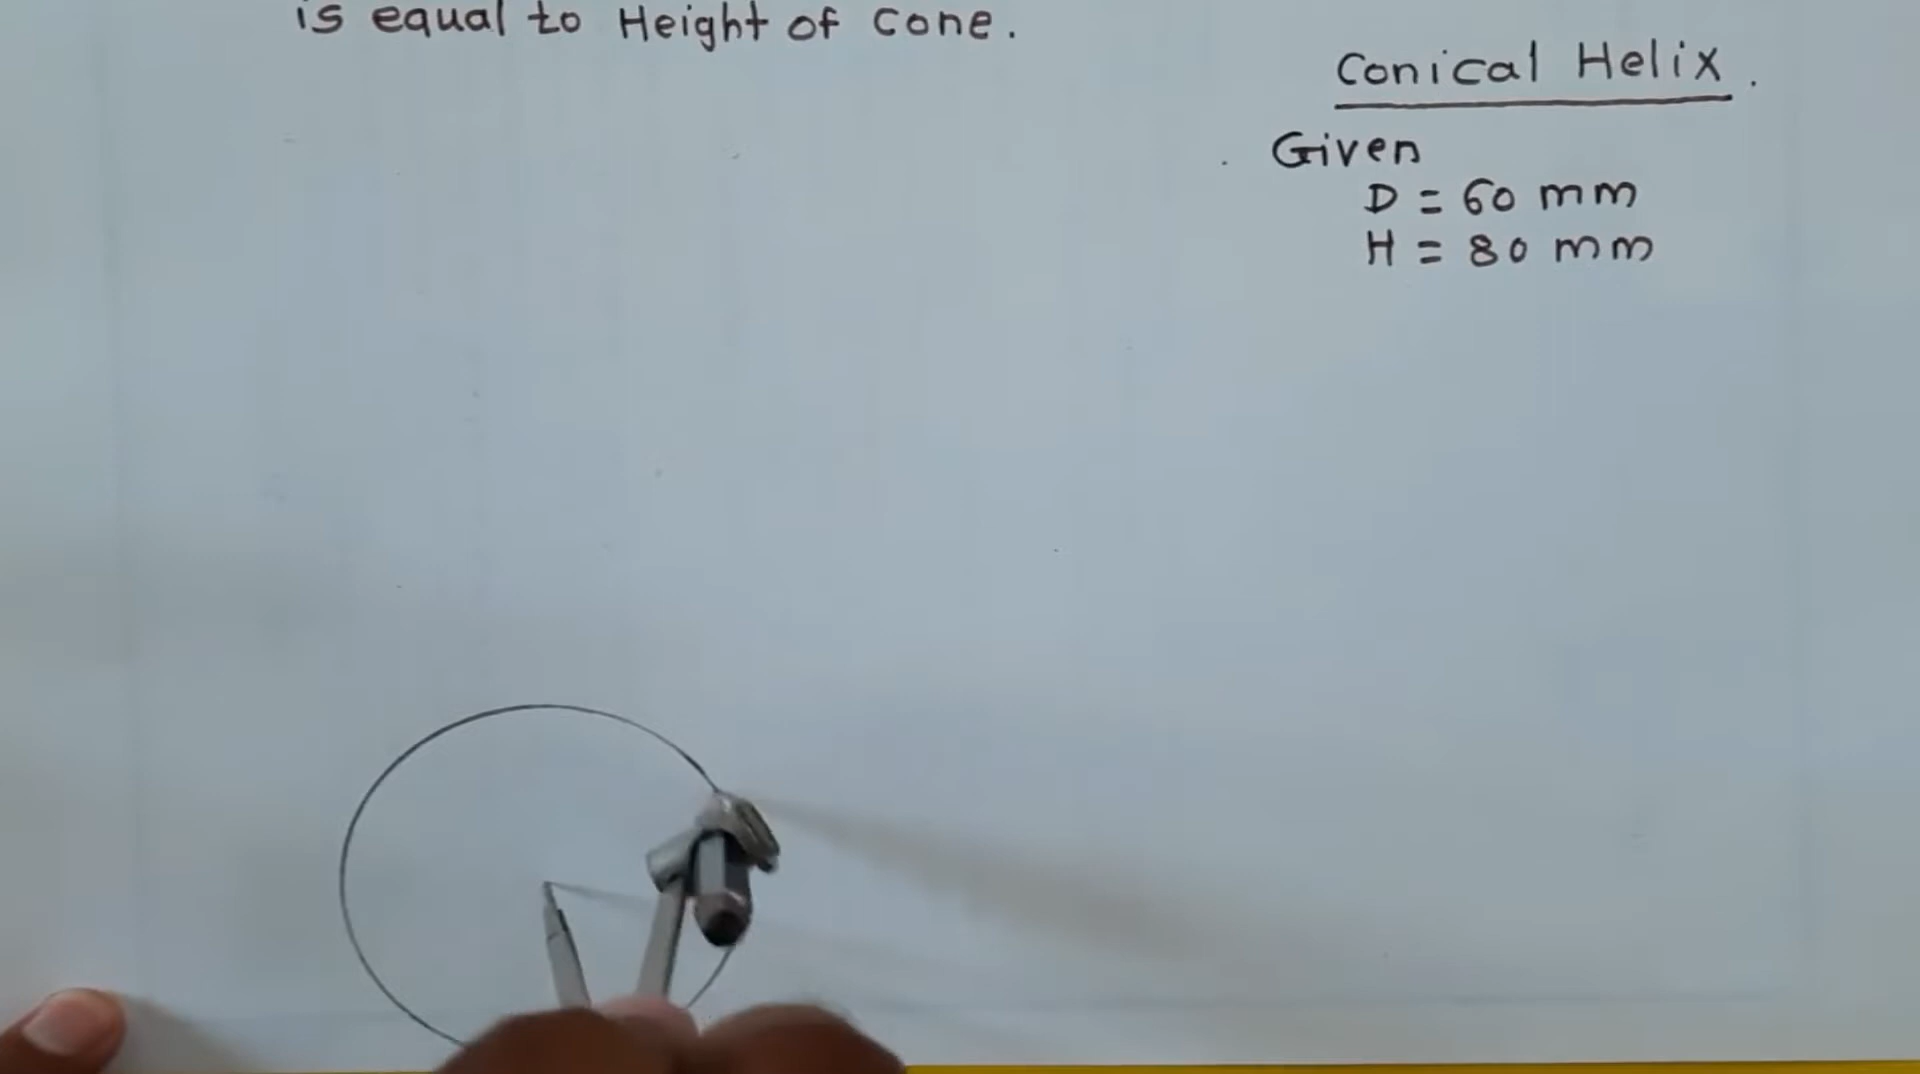 is equal to Height of cone.
Conical Helix.
Given
D = 60 mm
H = 80 mm